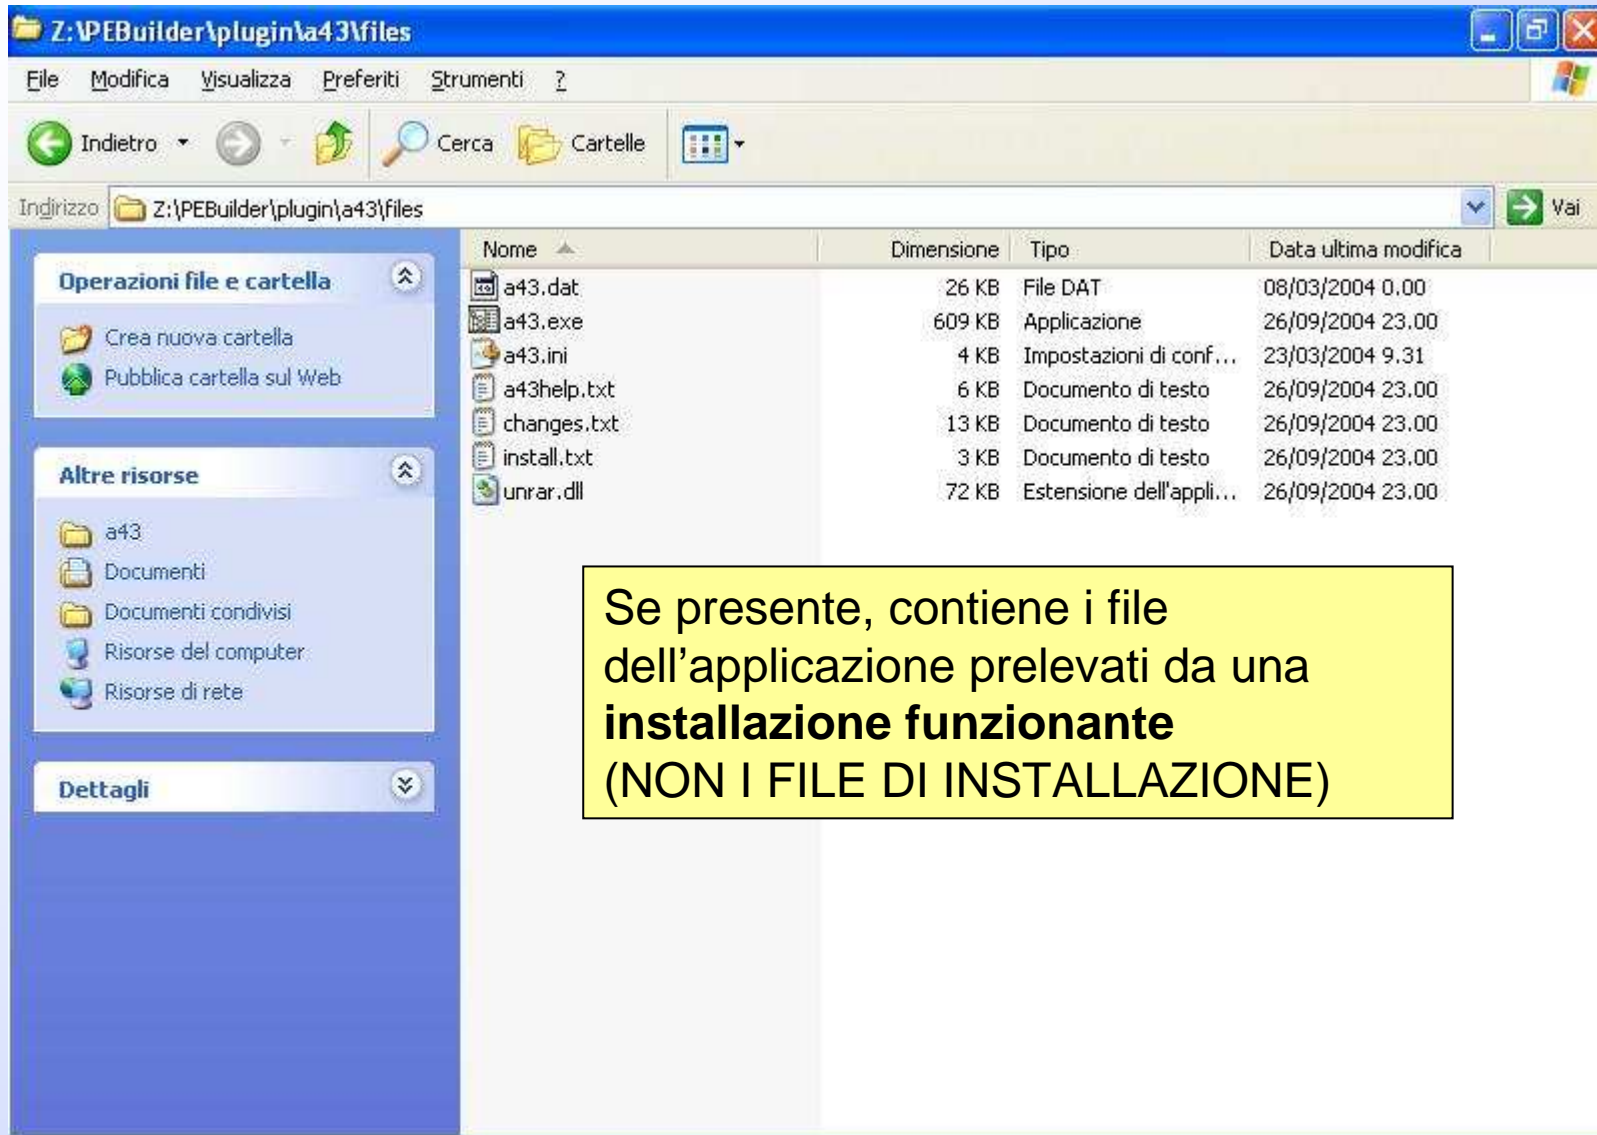 Z:\PEBuilder\plugin\a43\files
File Modifica Visualizza Preferiti Strumenti ?
Indietro Cerca Cartelle
Indirizzo Z:\PEBuilder\plugin\a43\files Vai
Operazioni file e cartella
Crea nuova cartella
Pubblica cartella sul Web
Altre risorse
a43
Documenti
Documenti condivisi
Risorse del computer
Risorse di rete
Dettagli
Nome Dimensione Tipo Data ultima modifica
a43.dat 26 KB File DAT 08/03/2004 0.00
a43.exe 609 KB Applicazione 26/09/2004 23.00
a43.ini 4 KB Impostazioni di conf... 23/03/2004 9.31
a43help.txt 6 KB Documento di testo 26/09/2004 23.00
changes.txt 13 KB Documento di testo 26/09/2004 23.00
install.txt 3 KB Documento di testo 26/09/2004 23.00
unrar.dll 72 KB Estensione dell'appli... 26/09/2004 23.00
Se presente, contiene i file
dell’applicazione prelevati da una
installazione funzionante
(NON I FILE DI INSTALLAZIONE)